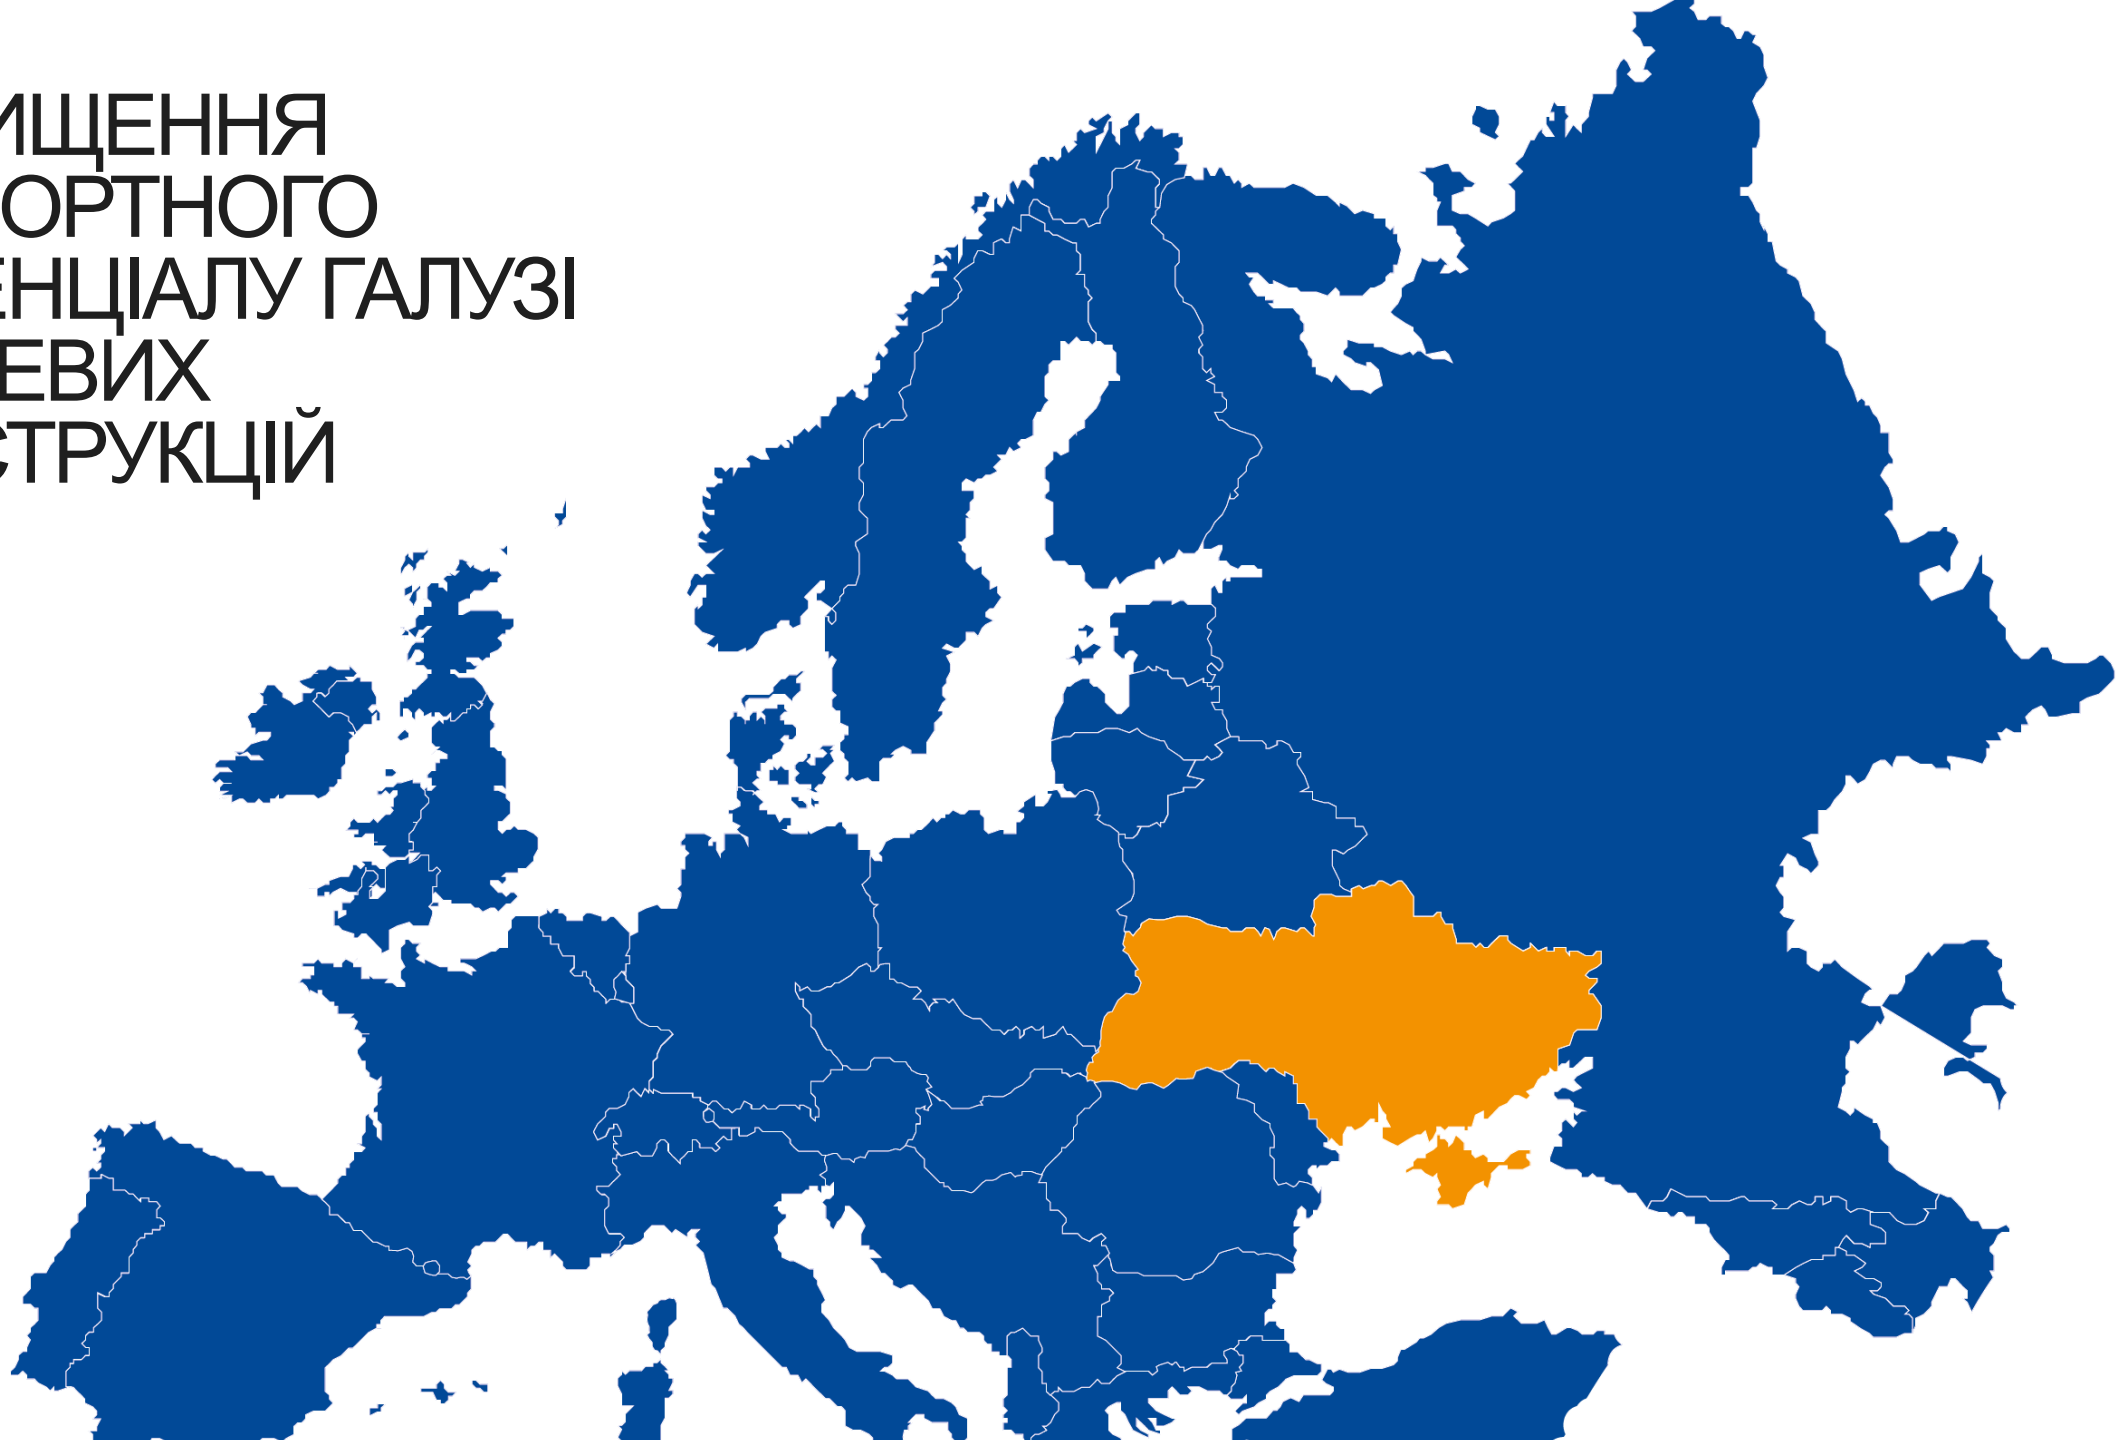 ИЩЕННЯ
ОРТНОГО
ЕНЦІАЛУ ГАЛУЗІ
ЕВИХ
СТРУКЦІЙ